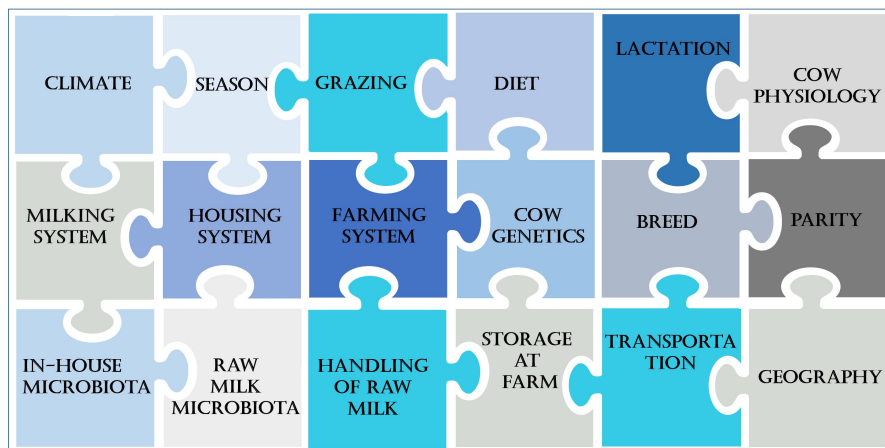 CLIMATE
SEASON
GRAZING
DIET
LACTATION
COW
PHYSIOLOGY
MILKING
SYSTEM
HOUSING
SYSTEM
FARMING
SYSTEM
COW
GENETICS
BREED
PARITY
IN-HOUSE
MICROBIOTA
RAW
MILK
MICROBIOTA
HANDLING
OF RAW
MILK
STORAGE
AT
FARM
TRANSPORTA
TION
GEOGRAPHY